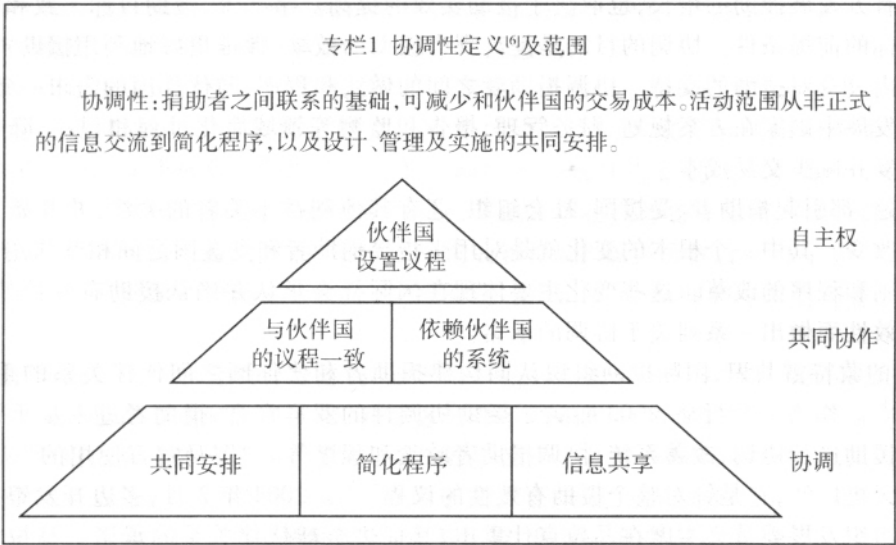 专栏1 协调性定义[6]及范围
协调性:捐助者之间联系的基础,可减少和伙伴国的交易成本。活动范围从非正式
的信息交流到简化程序,以及设计、管理及实施的共同安排。
伙伴国
设置议程
自主权
与伙伴国
的议程一致
依赖伙伴国
的系统
共同协作
共同安排
简化程序
信息共享
协调